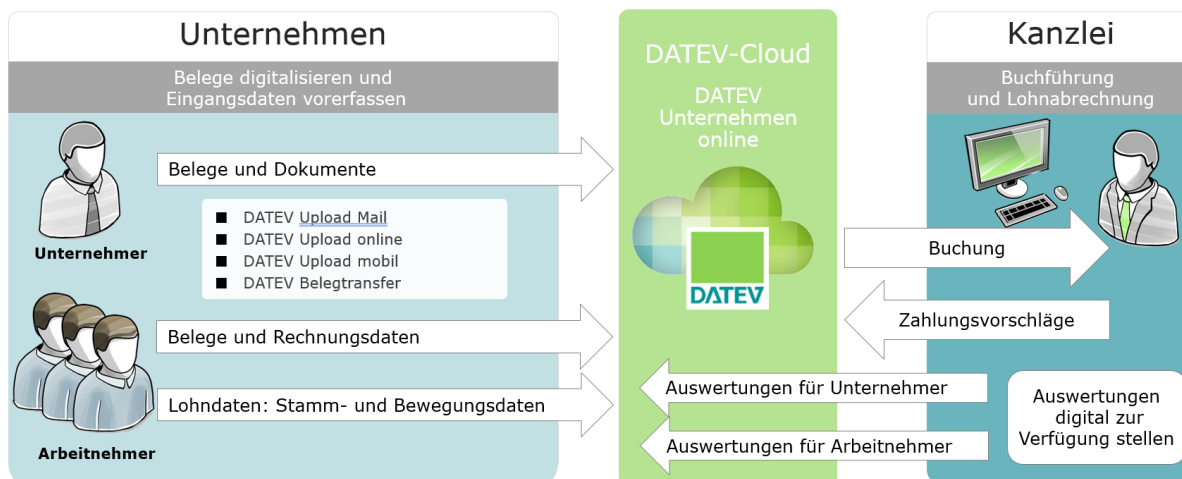 Unternehmen
Belege digitalisieren und
Eingangsdaten vorerfassen
Unternehmer
Belege und Dokumente
DATEV Upload Mail
DATEV Upload online
DATEV Upload mobil
DATEV Belegtransfer
Arbeitnehmer
Belege und Rechnungsdaten
Lohndaten: Stamm- und Bewegungsdaten
DATEV-Cloud
DATEV
Unternehmen
online
DATEV
Kanzlei
Buchführung
und Lohnabrechnung
Buchung
Zahlungsvorschläge
Auswertungen für Unternehmer
Auswertungen für Arbeitnehmer
Auswertungen
digital zur
Verfügung stellen